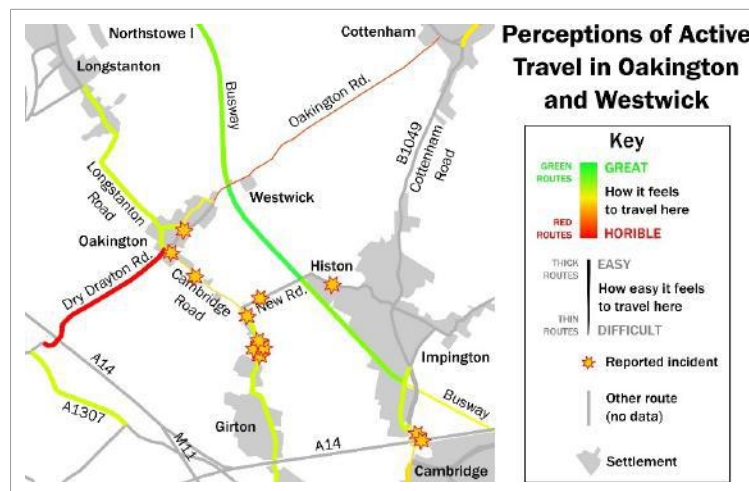 Perceptions of Active
Travel in Oakington
and Westwick
Northstowe I
Longstanton
Cottenham
Busway
Oakington Rd.
B1049
Cottenham
Road
Longstanton
Road
Westwick
Oakington
Dry Drayton Rd.
Cambridge
Road
New Rd.
Histon
A14
A1307
M11
Girton
Impington
Busway
A14
Cambridge
Key
GREEN
ROUTES
GREAT
How it feels
to travel here
RED
ROUTES
HORRIBLE
THICK
ROUTES
EASY
How easy it feels
to travel here
THIN
ROUTES
DIFFICULT
Reported incident
Other route
(no data)
Settlement